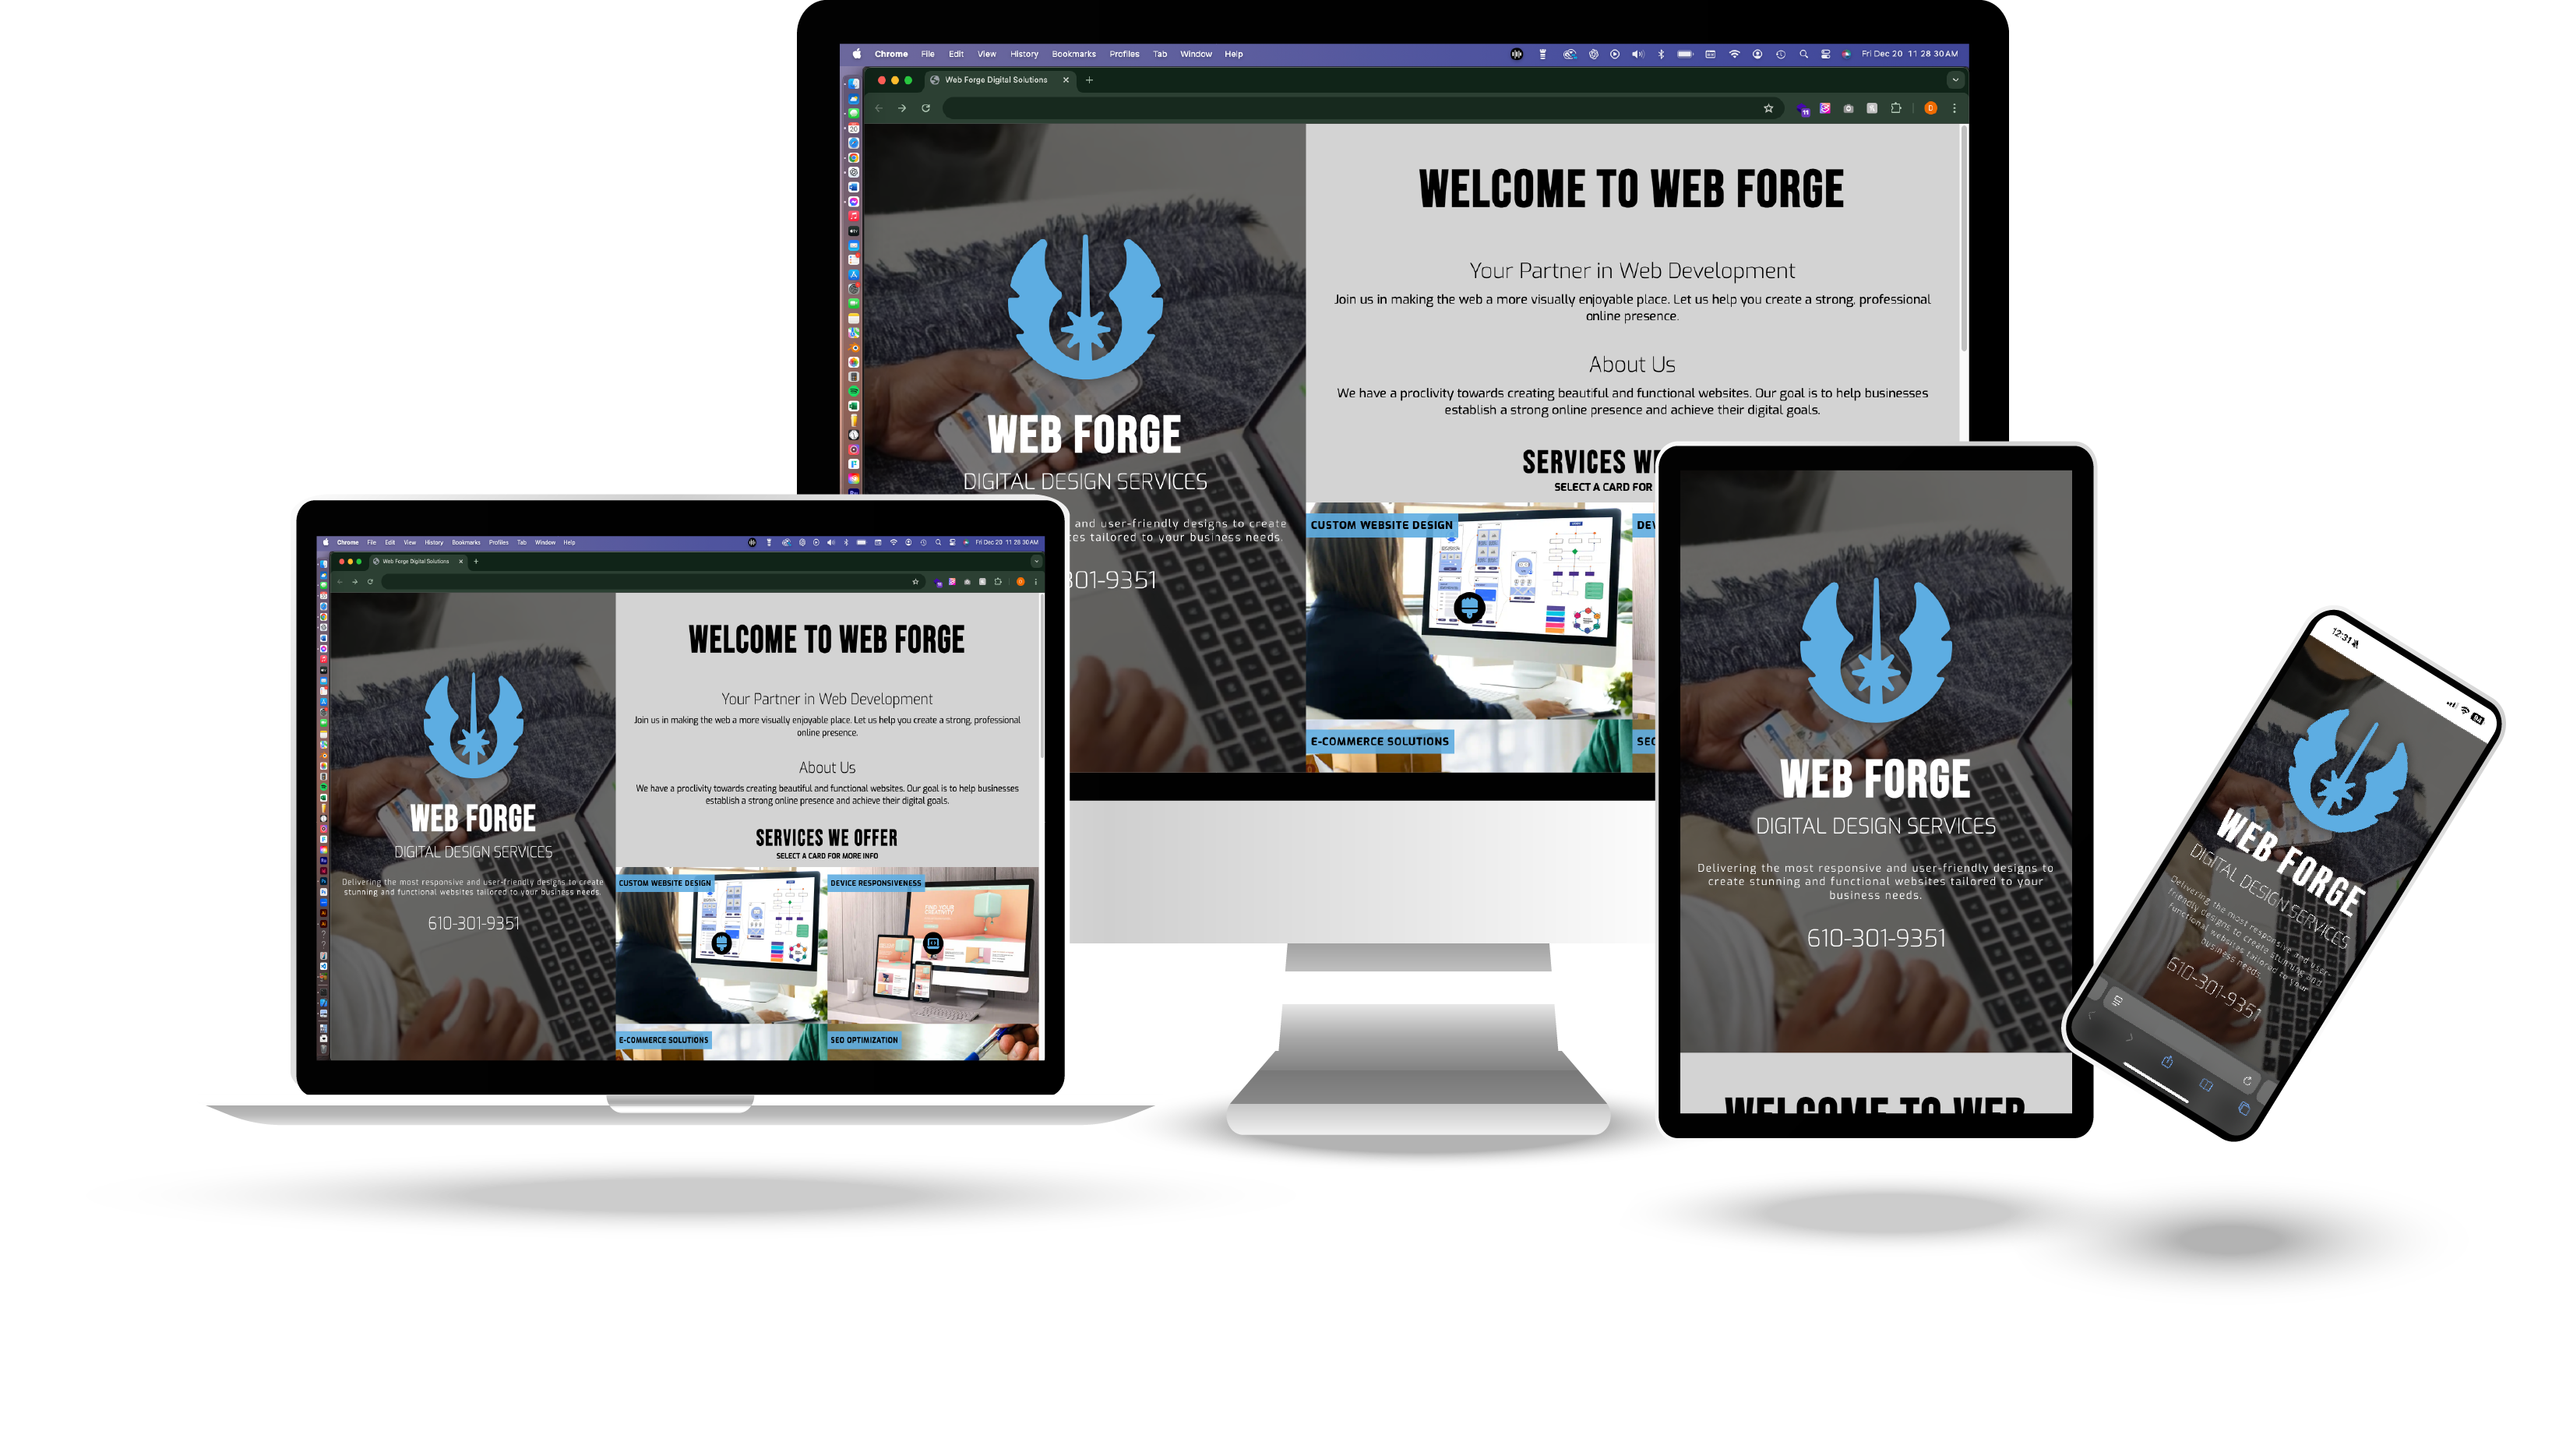 Chrome File Edit View History Bookmarks Profiles Tab Window Help
Fri Dec 20 11 28 30 AM
Web Forge Digital Solutions
11
D
20
WEB FORGE
DIGITAL DESIGN SERVICES
and user-friendly designs to create
tailored to your business needs.
301-9351
WELCOME TO WEB FORGE
Your Partner in Web Development
Join us in making the web a more visually enjoyable place. Let us help you create a strong, professional
online presence.
About Us
We have a proclivity towards creating beautiful and functional websites. Our goal is to help businesses
establish a strong online presence and achieve their digital goals.
SERVICES
SELECT A CARD FOR
CUSTOM WEBSITE DESIGN
E-COMMERCE SOLUTIONS
Chrome File Edit View History Bookmarks Profiles Tab Window Help
Fri Dec 20 11 28 30 AM
Web Forge Digital Solutions
WEB FORGE
DIGITAL DESIGN SERVICES
Delivering the most responsive and user-friendly designs to create
stunning and functional websites tailored to your business needs.
610-301-9351
WELCOME TO WEB FORGE
Your Partner in Web Development
Join us in making the web a more visually enjoyable place. Let us help you create a strong, professional
online presence.
About Us
We have a proclivity towards creating beautiful and functional websites. Our goal is to help businesses
establish a strong online presence and achieve their digital goals.
SERVICES WE OFFER
SELECT A CARD FOR MORE INFO
CUSTOM WEBSITE DESIGN
DEVICE RESPONSIVENESS
FIND YOUR
CREATIVITY
E-COMMERCE SOLUTIONS
SEO OPTIMIZATION
WEB FORGE
DIGITAL DESIGN SERVICES
Delivering the most responsive and user-friendly designs to
create stunning and functional websites tailored to your
business needs.
610-301-9351
WELCOME TO WEB
12:31
84
WEB FORGE
DIGITAL DESIGN SERVICES
Delivering the most responsive and user-
friendly designs to create stunning and
functional websites tailored to your
business needs.
610-301-9351